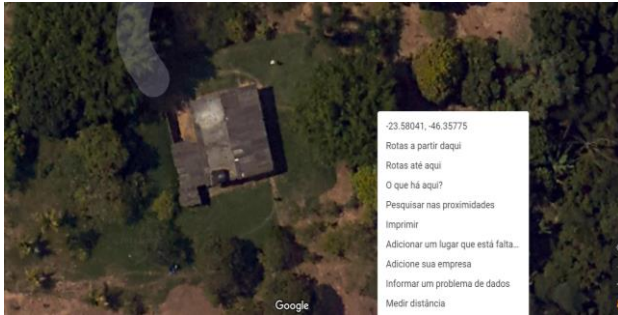 -23.58041, -46.35775
Rotas a partir daqui
Rotas até aqui
O que há aqui?
Pesquisar nas proximidades
Imprimir
Adicionar um lugar que está falta...
Adicione sua empresa
Informar um problema de dados
Medir distância
Google